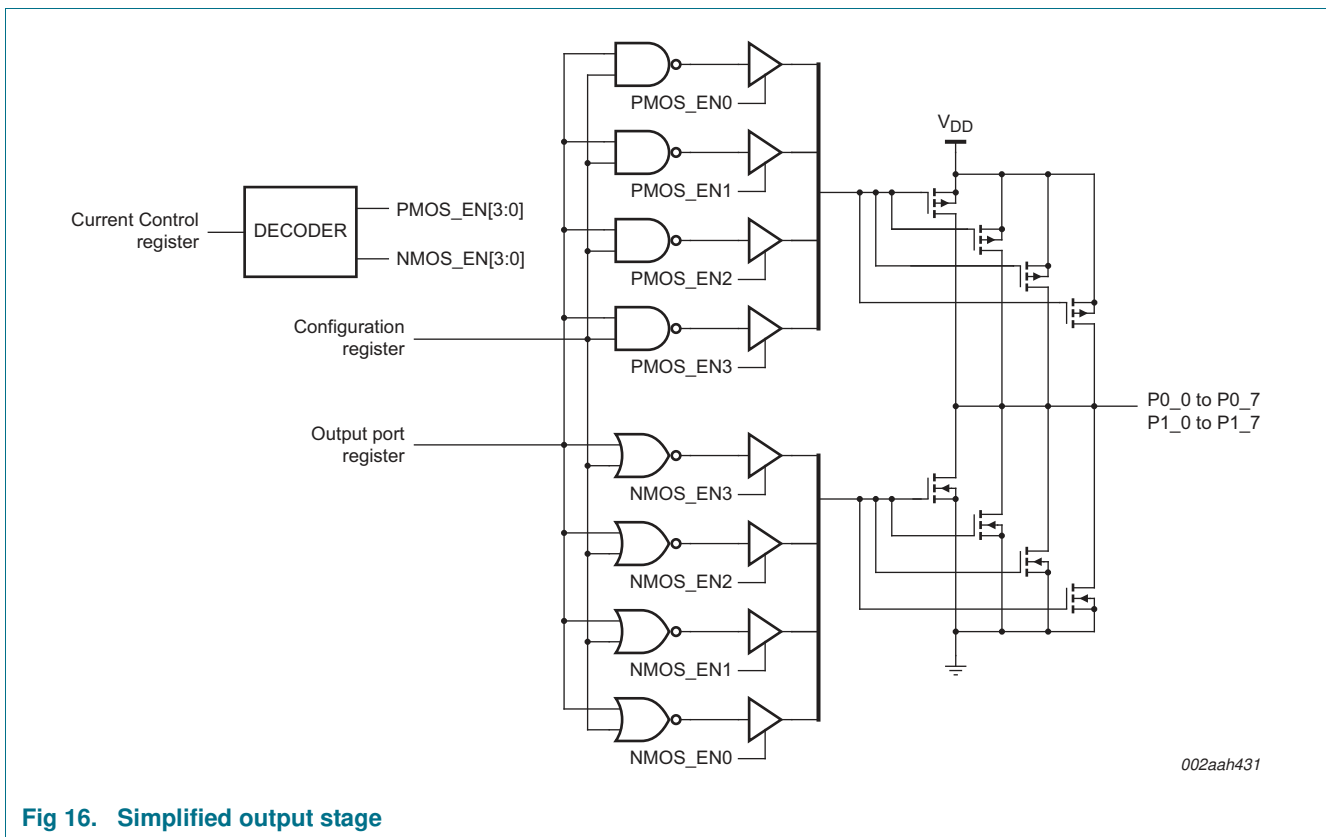 PMOS_EN0
V_DD
PMOS_EN1
Current Control
register
DECODER
PMOS_EN[3:0]
NMOS_EN[3:0]
PMOS_EN2
Configuration
register
PMOS_EN3
P0_0 to P0_7
P1_0 to P1_7
Output port
register
NMOS_EN3
NMOS_EN2
NMOS_EN1
NMOS_EN0
002aah431
Fig 16. Simplified output stage